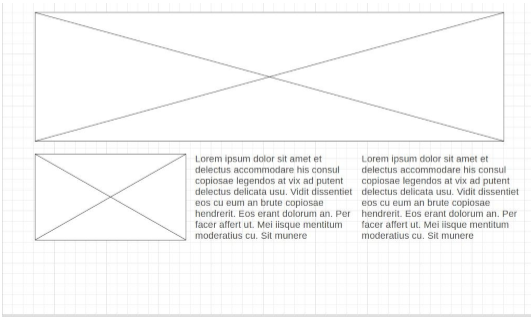 Lorem ipsum dolor sit amet et
delectus accommodare his consul
copiosae legendos at vix ad putent
delectus delicata usu. Vidit dissentiet
eos cu eum an brute copiosae
hendrerit. Eos erant dolorum an. Per
facer affert ut. Mei iisque mentitum
moderatius cu. Sit munere
Lorem ipsum dolor sit amet et
delectus accommodare his consul
copiosae legendos at vix ad putent
delectus delicata usu. Vidit dissentiet
eos cu eum an brute copiosae
hendrerit. Eos erant dolorum an. Per
facer affert ut. Mei iisque mentitum
moderatius cu. Sit munere